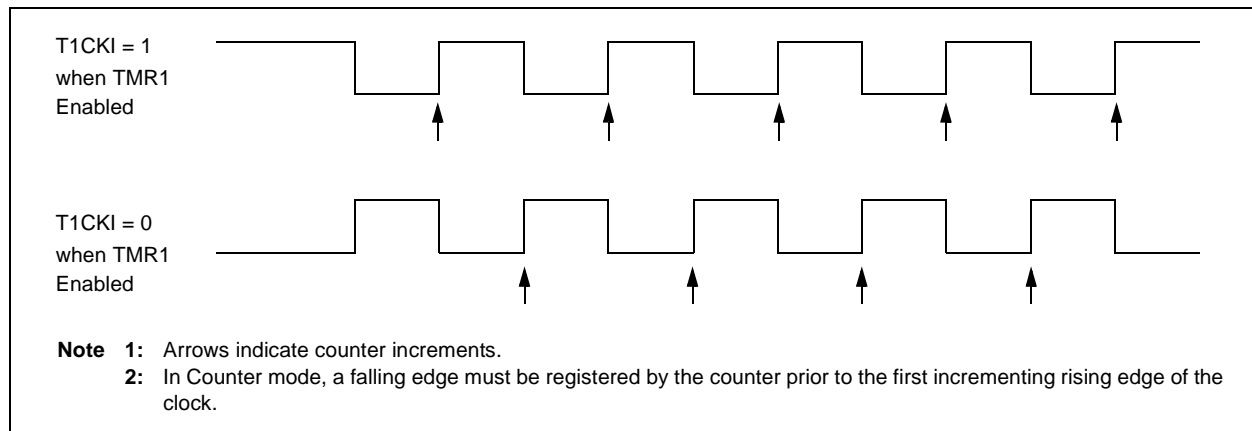 T1CKI = 1
when TMR1
Enabled
T1CKI = 0
when TMR1
Enabled
Note 1: Arrows indicate counter increments.
2: In Counter mode, a falling edge must be registered by the counter prior to the first incrementing rising edge of the
clock.